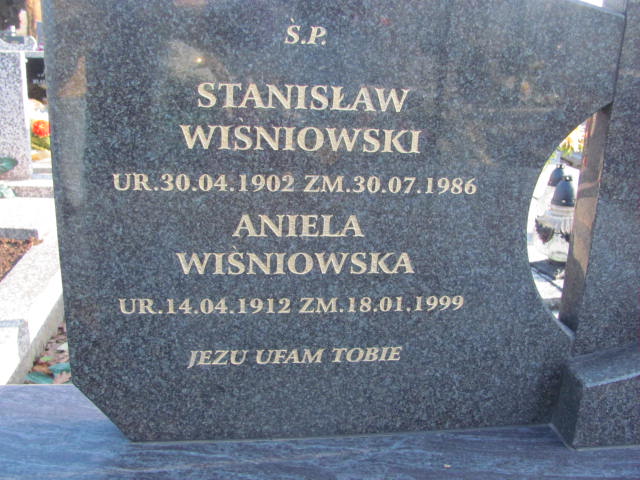 Ś.P.
STANISŁAW
WIŚNIOWSKI
UR.30.04.1902 ZM.30.07.1986
ANIELA
WIŚNIOWSKA
UR.14.04.1912 ZM.18.01.1999
JEZU UFAM TOBIE